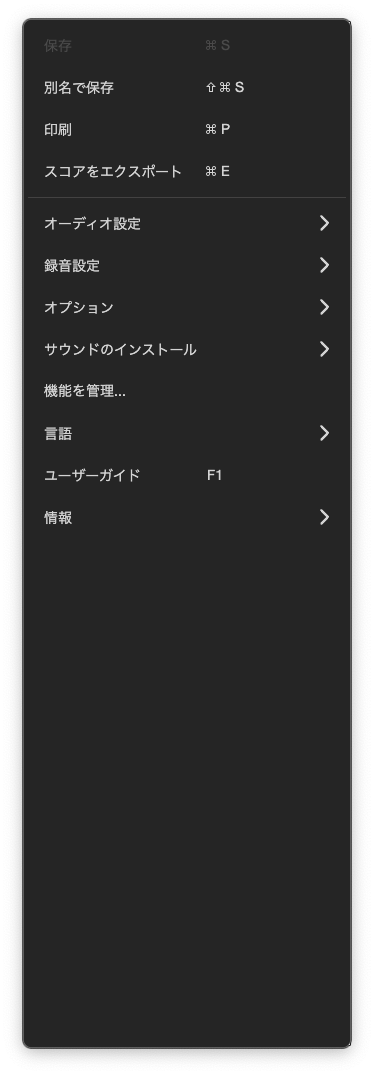 保存 ⌘ S
別名で保存 ⇧ ⌘ S
印刷 ⌘ P
スコアをエクスポート ⌘ E
オーディオ設定
録音設定
オプション
サウンドのインストール
機能を管理...
言語
ユーザーガイド F1
情報